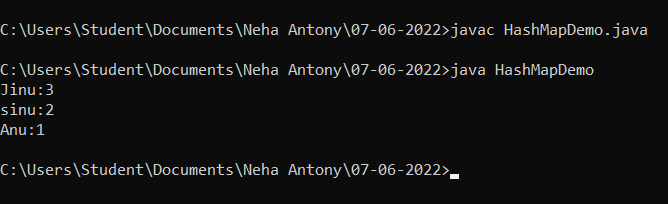 C:\Users\Student\Documents\Neha Antony\07-06-2022>javac HashMapDemo.java
C:\Users\Student\Documents\Neha Antony\07-06-2022>java HashMapDemo
Jinu:3
sinu:2
Anu:1
C:\Users\Student\Documents\Neha Antony\07-06-2022>